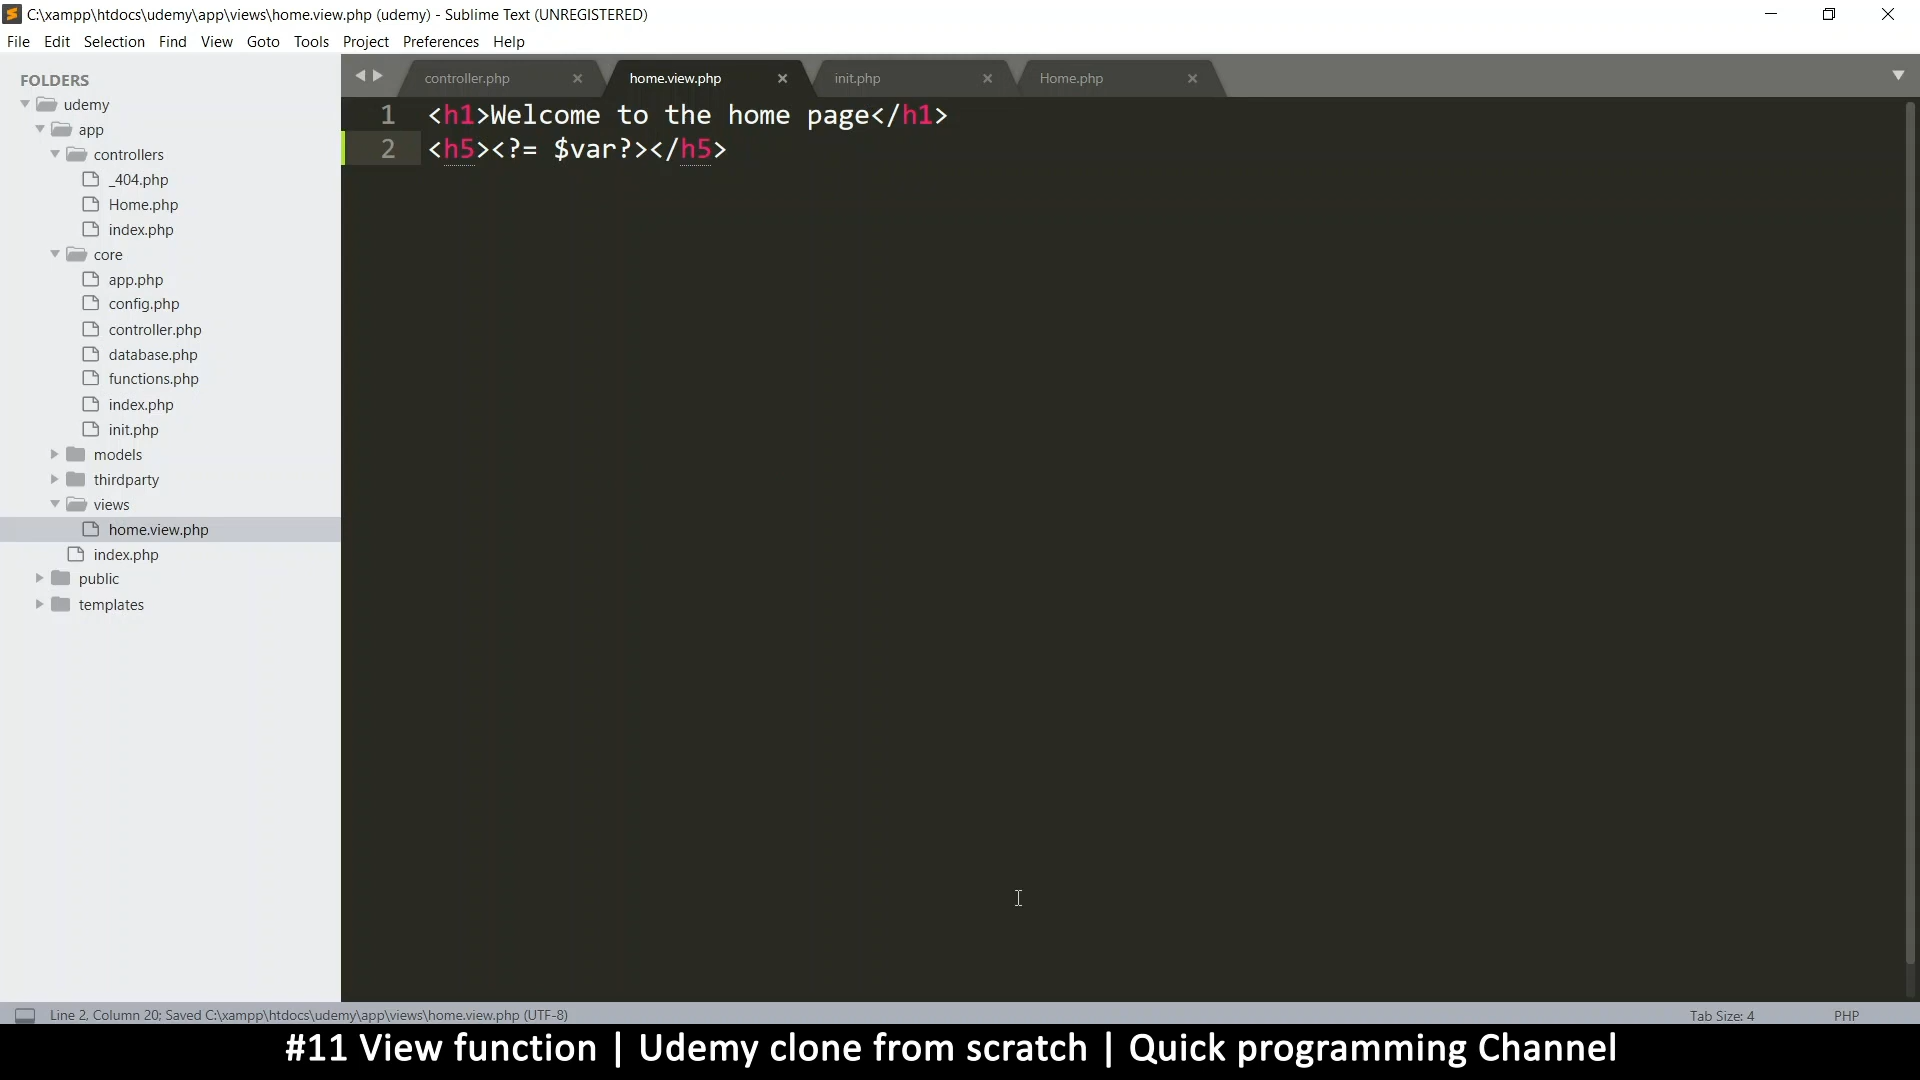 C:\xampp\htdocs\udemy\app\views\home.view.php (udemy) - Sublime Text (UNREGISTERED)
File Edit Selection Find View Goto Tools Project Preferences Help
FOLDERS
udemy
app
controllers
_404.php
Home.php
index.php
core
app.php
config.php
controller.php
database.php
functions.php
index.php
init.php
models
thirdparty
views
home.view.php
index.php
public
templates
controller.php home.view.php init.php Home.php
1 <h1>Welcome to the home page</h1>
2 <h5><?= $var?></h5>
Line 2, Column 20; Saved C:\xampp\htdocs\udemy\app\views\home.view.php (UTF-8) Tab Size: 4 PHP
#11 View function | Udemy clone from scratch | Quick programming Channel